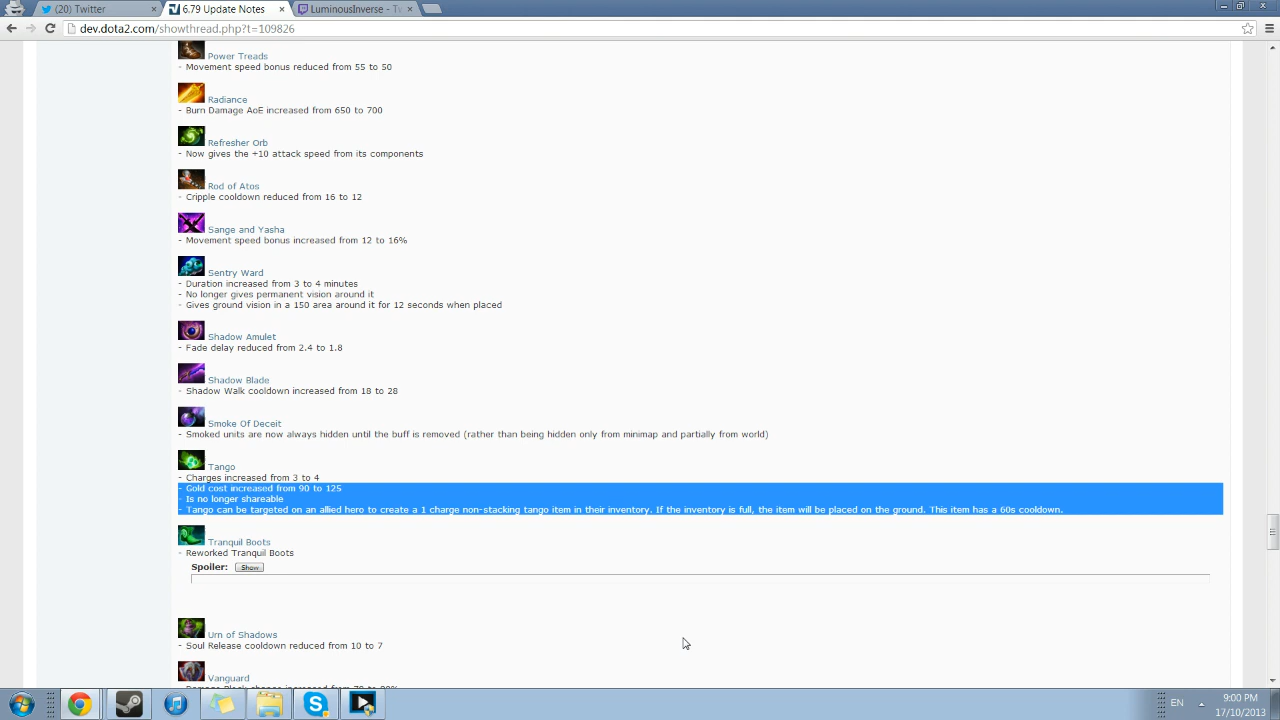 (20) Twitter
6.79 Update Notes
LuminousInverse - Tv
dev.dota2.com/showthread.php?t=109826
Power Treads
- Movement speed bonus reduced from 55 to 50
Radiance
- Burn Damage AoE increased from 650 to 700
Refresher Orb
- Now gives the +10 attack speed from its components
Rod of Atos
- Cripple cooldown reduced from 16 to 12
Sange and Yasha
- Movement speed bonus increased from 12 to 16%
Sentry Ward
- Duration increased from 3 to 4 minutes
- No longer gives permanent vision around it
- Gives ground vision in a 150 area around it for 12 seconds when placed
Shadow Amulet
- Fade delay reduced from 2.4 to 1.8
Shadow Blade
- Shadow Walk cooldown increased from 18 to 28
Smoke Of Deceit
- Smoked units are now always hidden until the buff is removed (rather than being hidden only from minimap and partially from world)
Tango
- Charges increased from 3 to 4
- Gold cost increased from 90 to 125
- Is no longer shareable
- Tango can be targeted on an allied hero to create a 1 charge non-stacking tango item in their inventory. If the inventory is full, the item will be placed on the ground. This item has a 60s cooldown.
Tranquil Boots
- Reworked Tranquil Boots
Spoiler: Show
Urn of Shadows
- Soul Release cooldown reduced from 10 to 7
Vanguard
EN
9:00 PM
17/10/2013